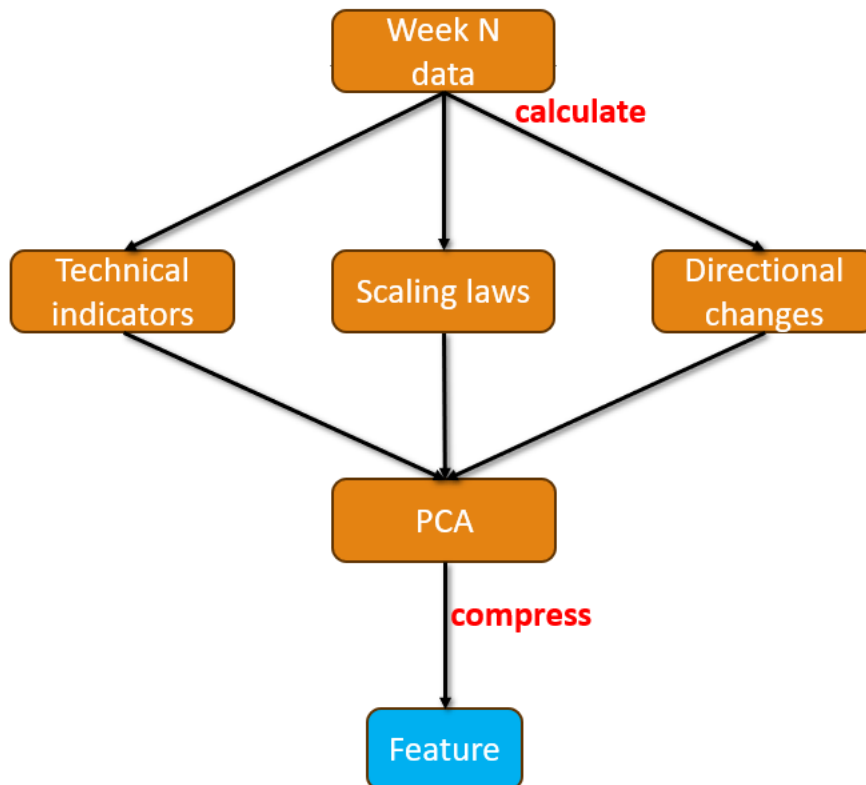 Week N
data
calculate
Technical
indicators
Scaling laws
Directional
changes
PCA
compress
Feature